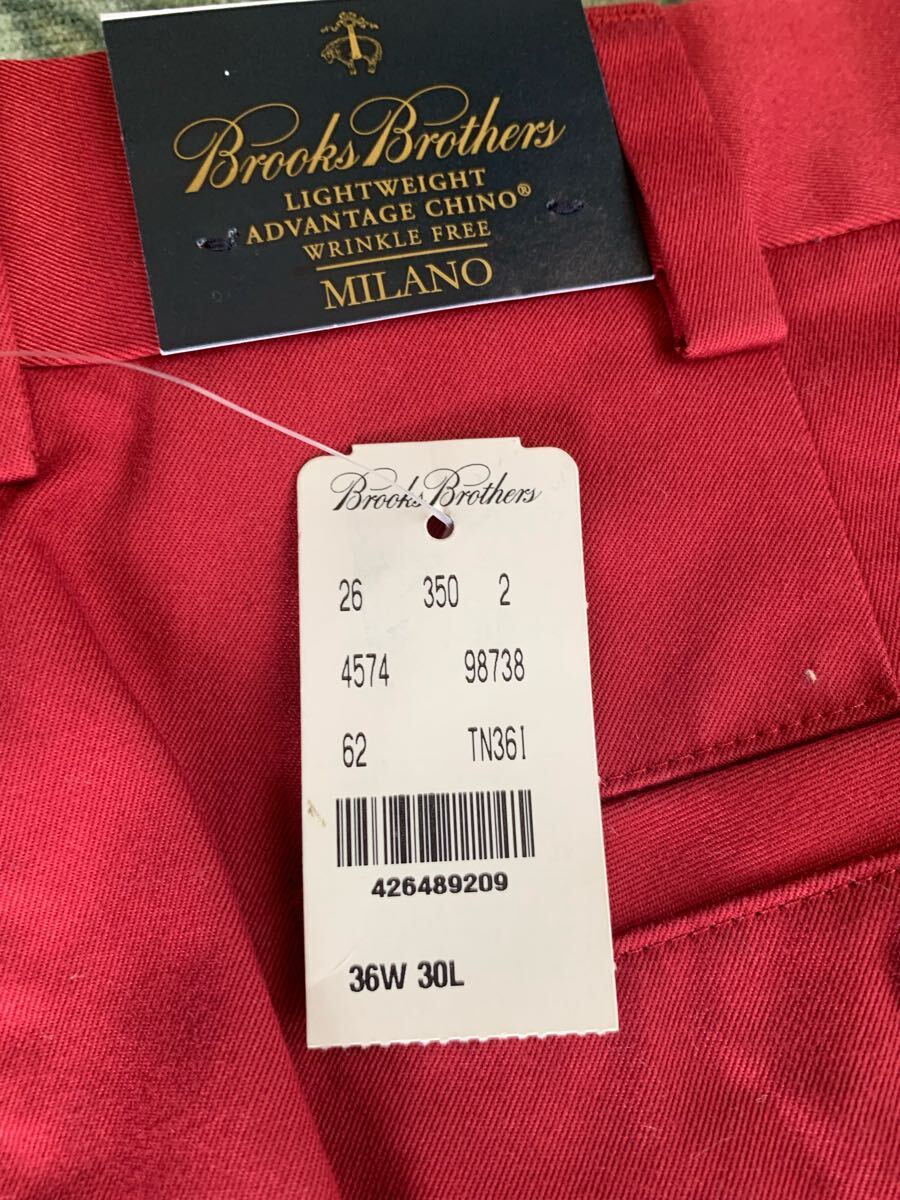 Brooks Brothers
LIGHTWEIGHT
ADVANTAGE CHINO®
WRINKLE FREE
MILANO
Brooks Brothers
26 350 2
4574 98738
62 TN36I
426489209
36W 30L